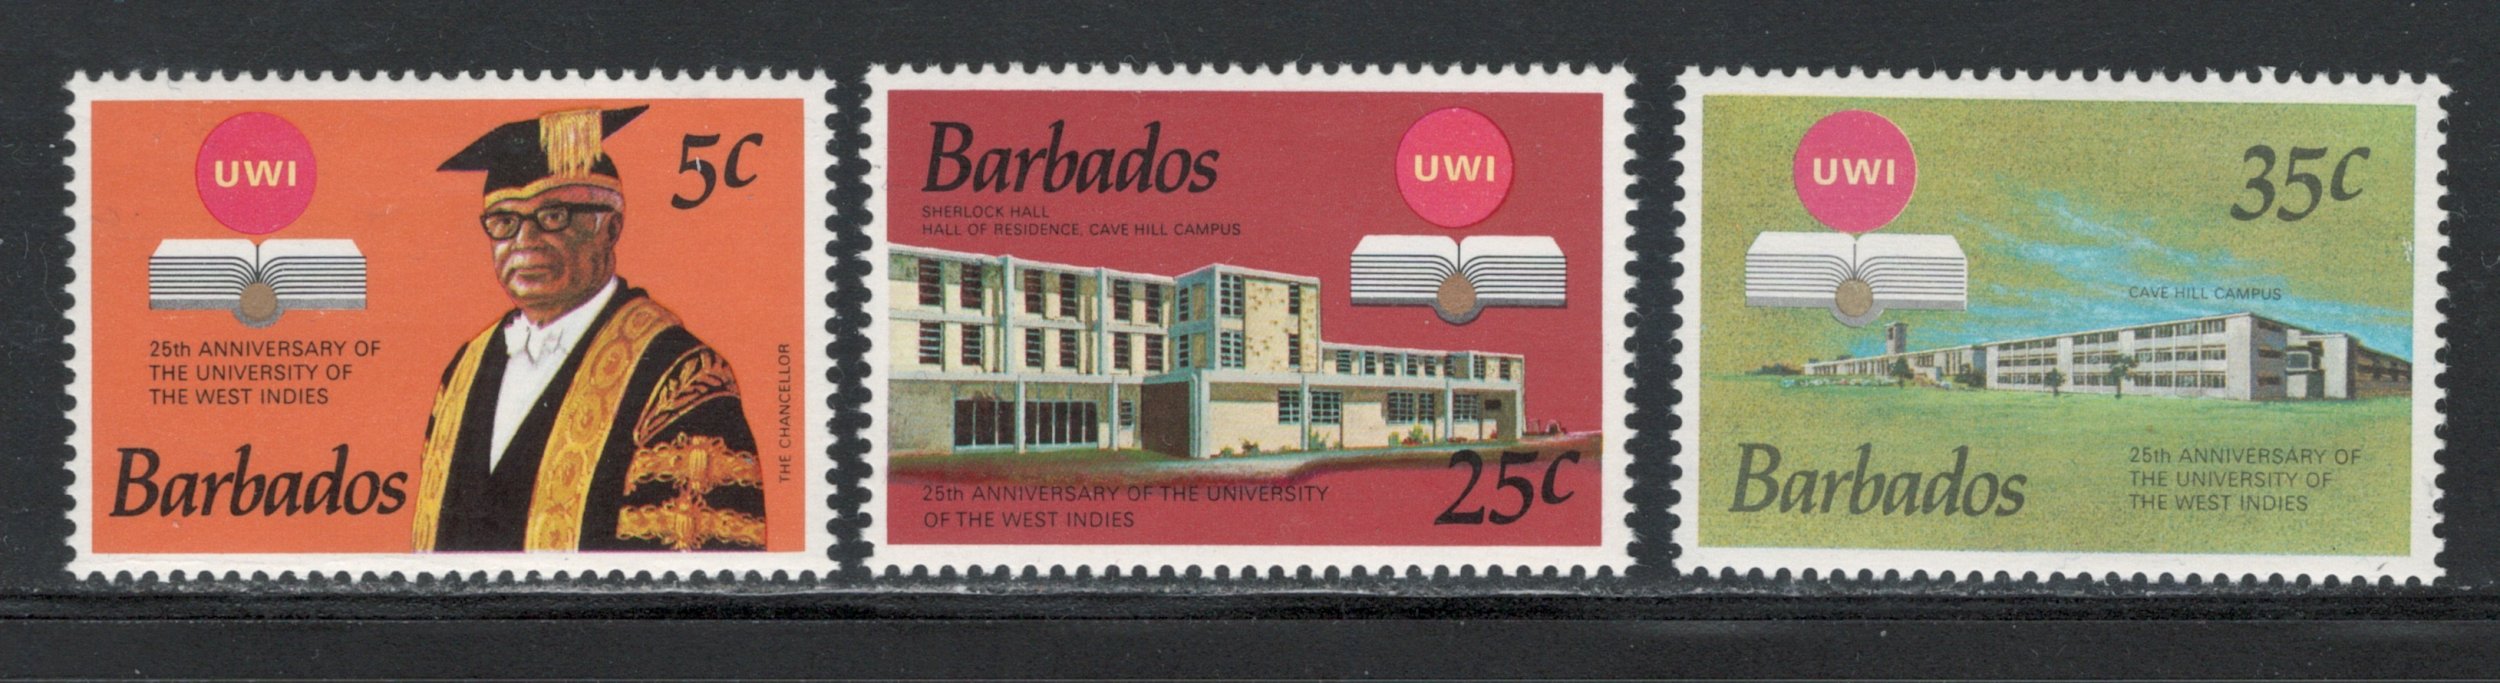 UWI
5c
25th ANNIVERSARY OF
THE UNIVERSITY OF
THE WEST INDIES
THE CHANCELLOR
Barbados
Barbados
UWI
SHERLOCK HALL
HALL OF RESIDENCE, CAVE HILL CAMPUS
25c
25th ANNIVERSARY OF THE UNIVERSITY
OF THE WEST INDIES
UWI
35c
CAVE HILL CAMPUS
Barbados
25th ANNIVERSARY OF
THE UNIVERSITY OF
THE WEST INDIES